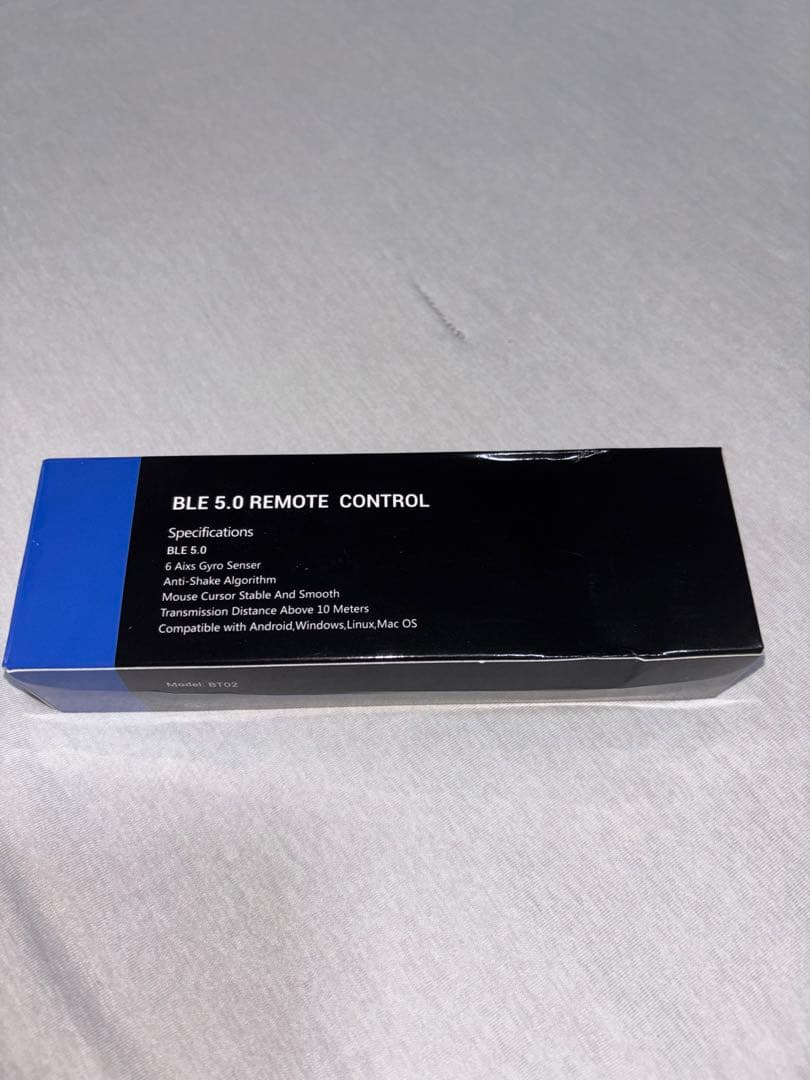 BLE 5.0 REMOTE CONTROL
Specifications
BLE 5.0
6 Aixs Gyro Senser
Anti-Shake Algorithm
Mouse Cursor Stable And Smooth
Transmission Distance Above 10 Meters
Compatible with Android,Windows,Linux,Mac OS
Model: BT02